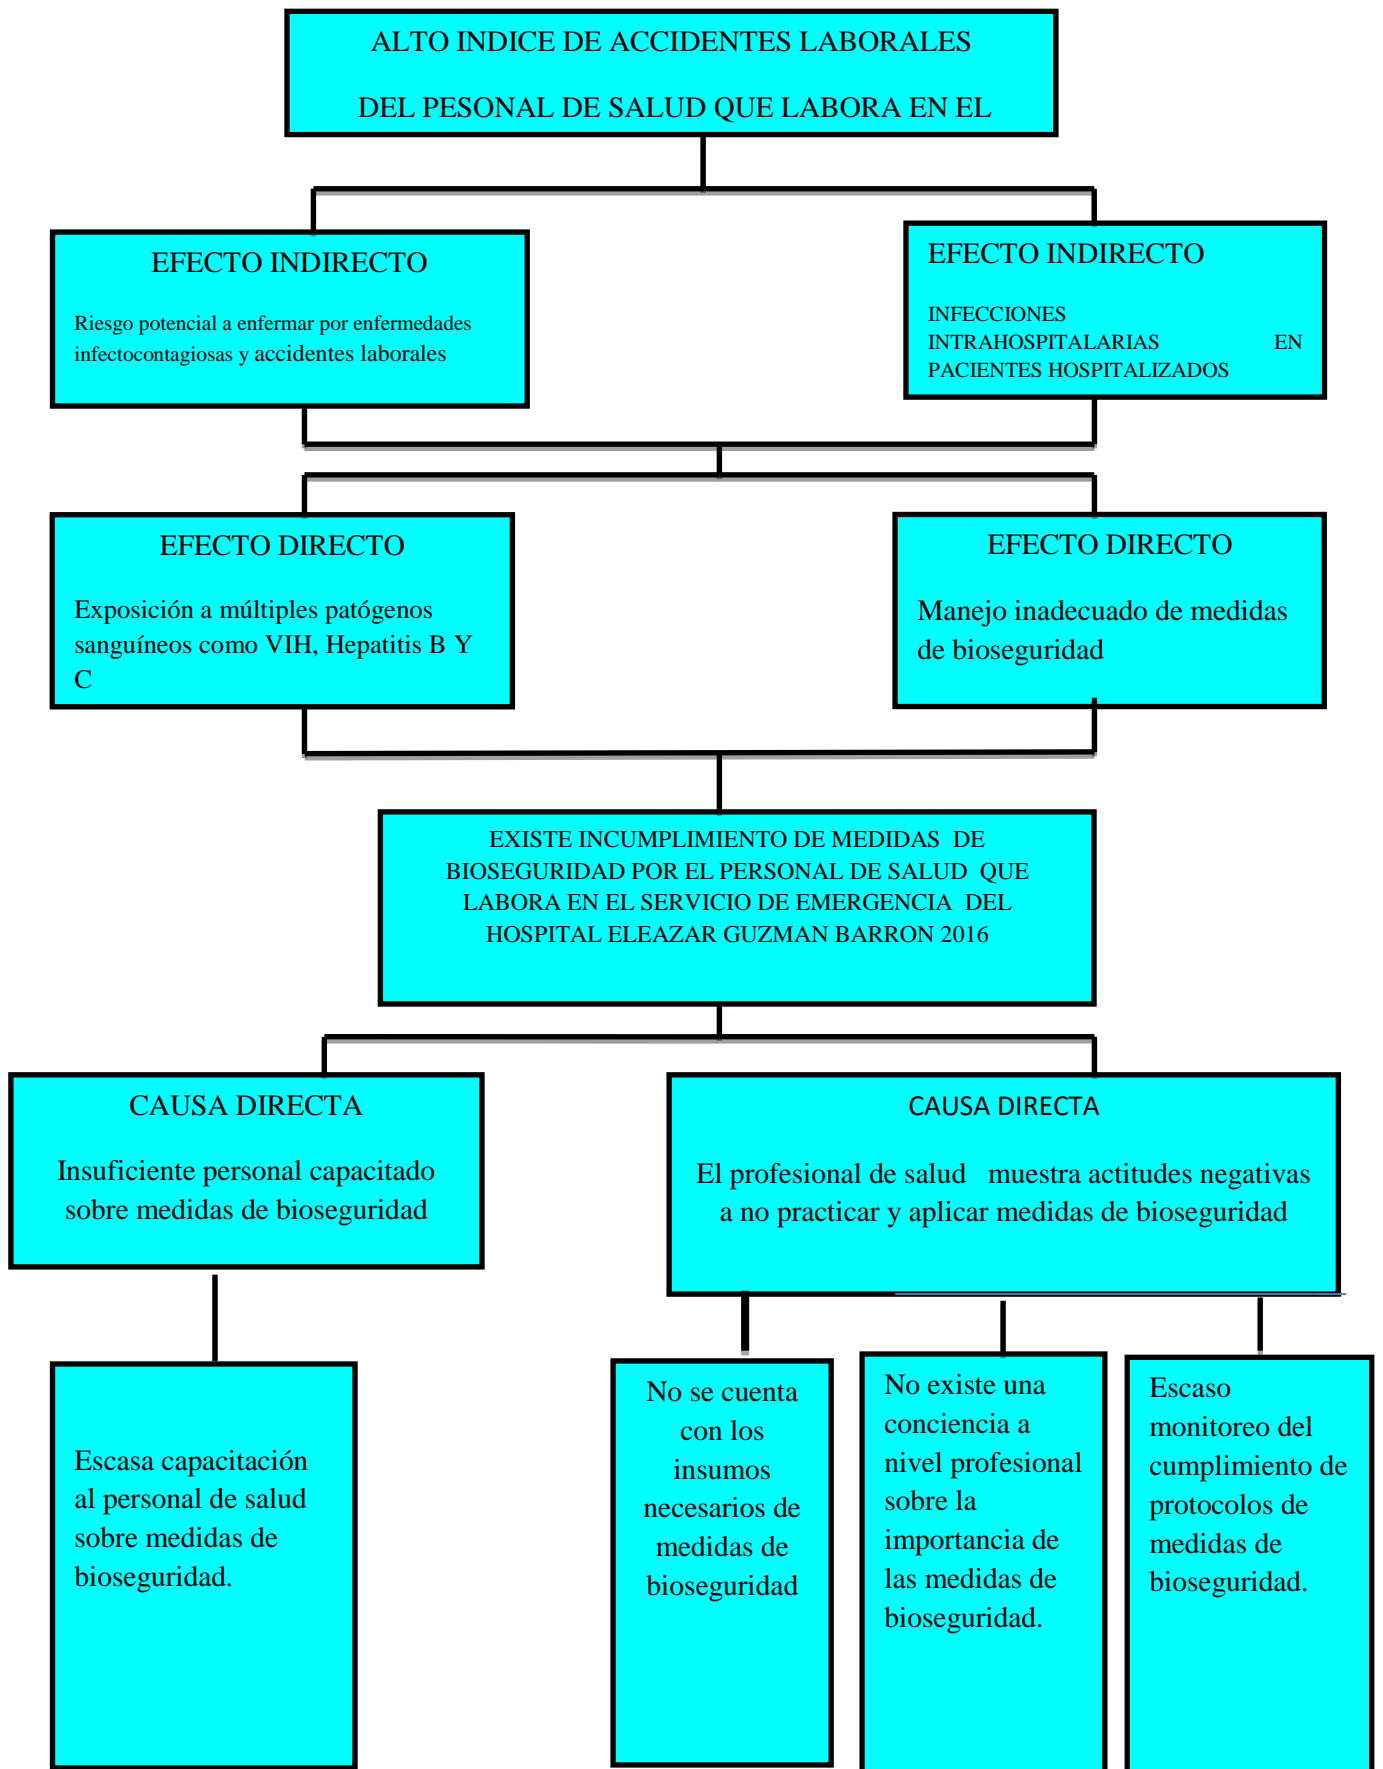 ALTO INDICE DE ACCIDENTES LABORALES
DEL PESONAL DE SALUD QUE LABORA EN EL
EFECTO INDIRECTO
Riesgo potencial a enfermar por enfermedades
infectocontagiosas y accidentes laborales
EFECTO INDIRECTO
INFECCIONES
INTRAHOSPITALARIAS EN
PACIENTES HOSPITALIZADOS
EFECTO DIRECTO
Exposición a múltiples patógenos
sanguíneos como VIH, Hepatitis B Y
C
EFECTO DIRECTO
Manejo inadecuado de medidas
de bioseguridad
EXISTE INCUMPLIMIENTO DE MEDIDAS DE
BIOSEGURIDAD POR EL PERSONAL DE SALUD QUE
LABORA EN EL SERVICIO DE EMERGENCIA DEL
HOSPITAL ELEAZAR GUZMAN BARRON 2016
CAUSA DIRECTA
Insuficiente personal capacitado
sobre medidas de bioseguridad
CAUSA DIRECTA
El profesional de salud muestra actitudes negativas
a no practicar y aplicar medidas de bioseguridad
Escasa capacitación
al personal de salud
sobre medidas de
bioseguridad.
No se cuenta
con los
insumos
necesarios de
medidas de
bioseguridad
No existe una
conciencia a
nivel profesional
sobre la
importancia de
las medidas de
bioseguridad.
Escaso
monitoreo del
cumplimiento de
protocolos de
medidas de
bioseguridad.